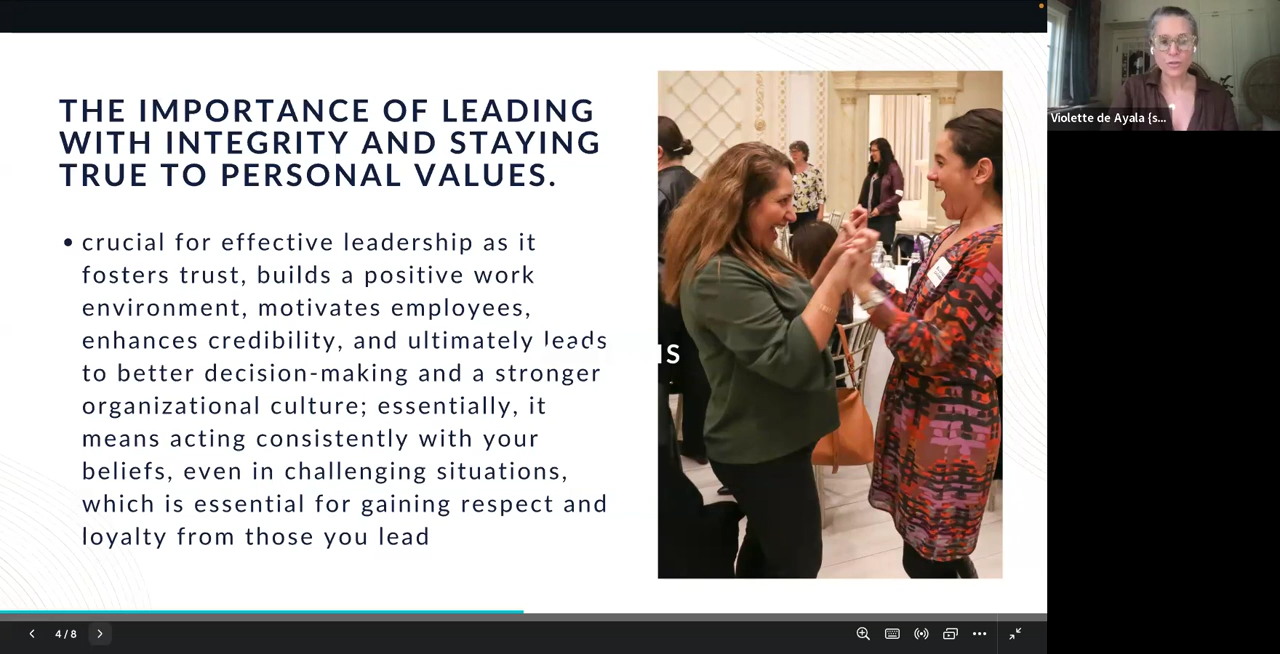 THE IMPORTANCE OF LEADING
WITH INTEGRITY AND STAYING
TRUE TO PERSONAL VALUES.
• crucial for effective leadership as it
fosters trust, builds a positive work
environment, motivates employees,
enhances credibility, and ultimately leads
to better decision-making and a stronger
organizational culture; essentially, it
means acting consistently with your
beliefs, even in challenging situations,
which is essential for gaining respect and
loyalty from those you lead
IS
Violette de Ayala {s...
4 / 8